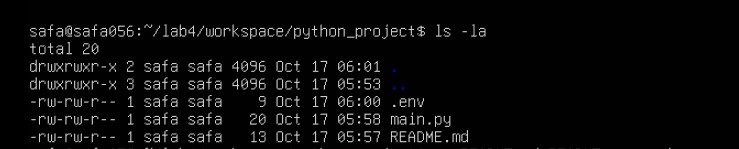 safa@safa056:~/lab4/workspace/python_project$ ls -la
total 20
drwxrwxr-x 2 safa safa 4096 Oct 17 06:01 .
drwxrwxr-x 3 safa safa 4096 Oct 17 05:53 ..
-rw-rw-r-- 1 safa safa    9 Oct 17 06:00 .env
-rw-rw-r-- 1 safa safa   20 Oct 17 05:58 main.py
-rw-rw-r-- 1 safa safa   13 Oct 17 05:57 README.md